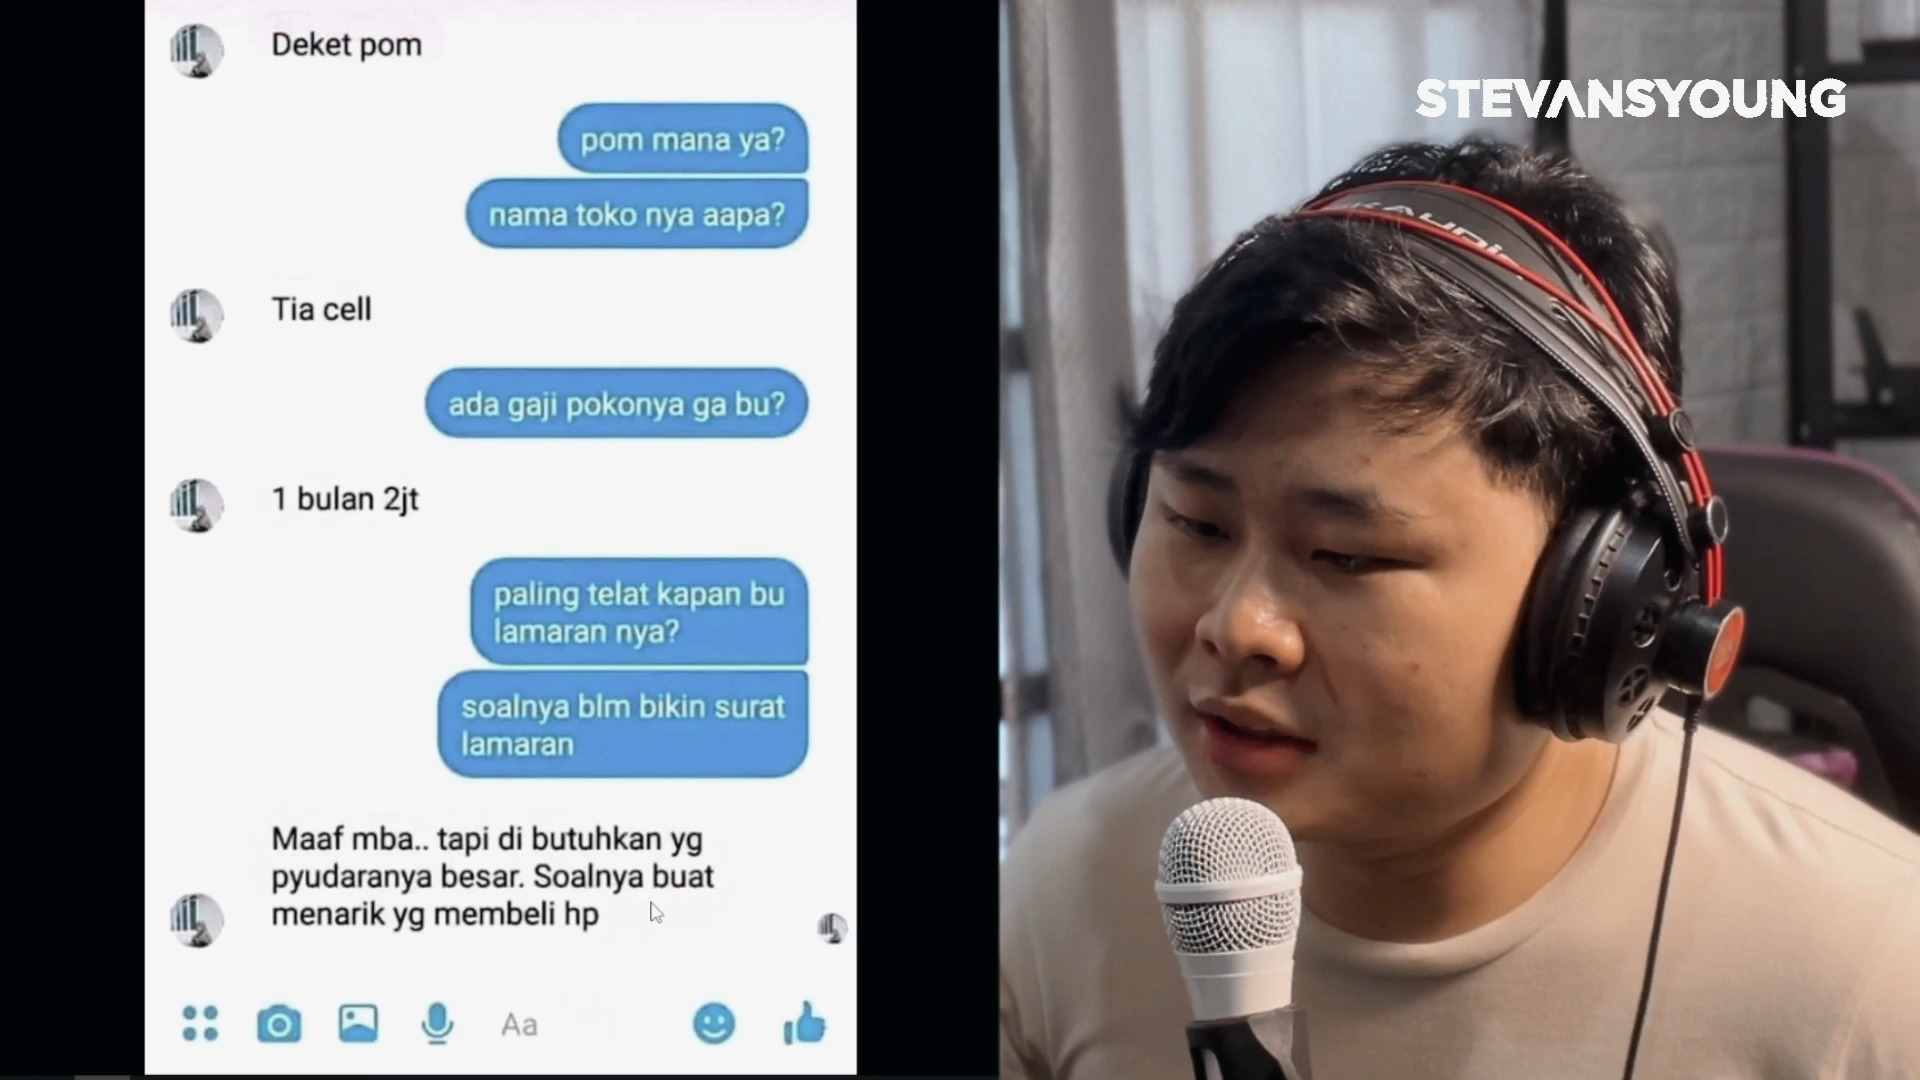 Deket pom
pom mana ya?
nama toko nya aapa?
Tia cell
ada gaji pokonya ga bu?
1 bulan 2jt
paling telat kapan bu
lamaran nya?
soalnya blm bikin surat
lamaran
Maaf mba.. tapi di butuhkan yg
pyudaranya besar. Soalnya buat
menarik yg membeli hp
Aa
STEVANSYOUNG